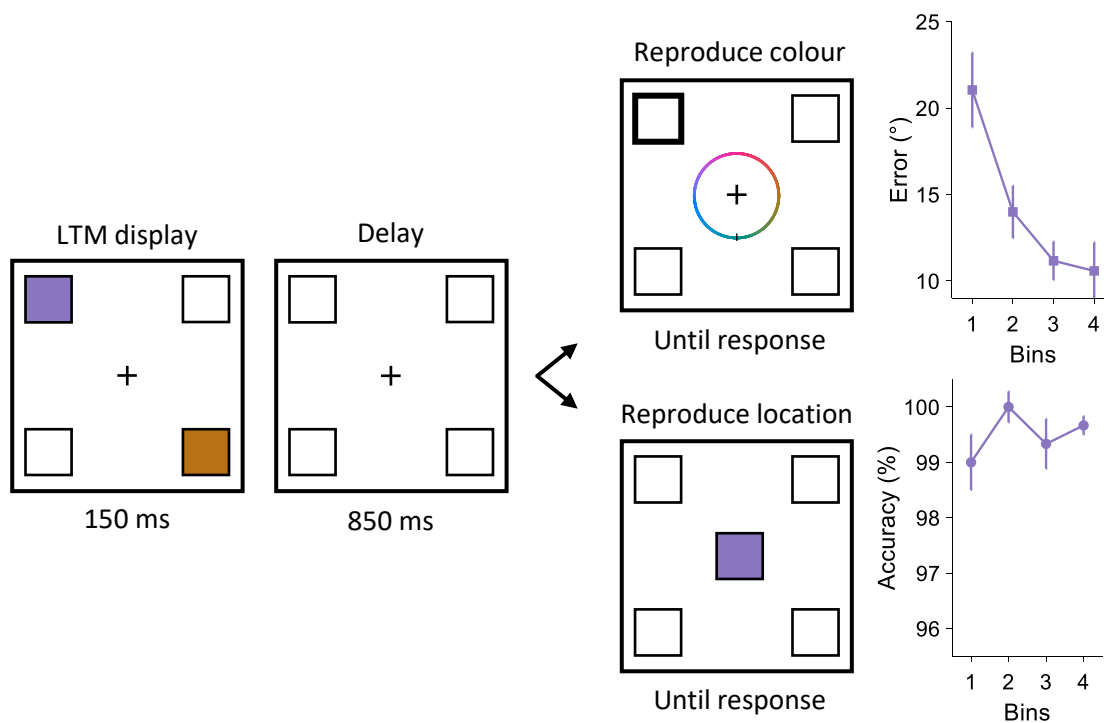 LTM display
150 ms
Delay
850 ms
Reproduce colour
Until response
Error (°)
25
20
15
10
1 2 3 4
Bins
Reproduce location
Until response
Accuracy (%)
100
99
98
97
96
1 2 3 4
Bins